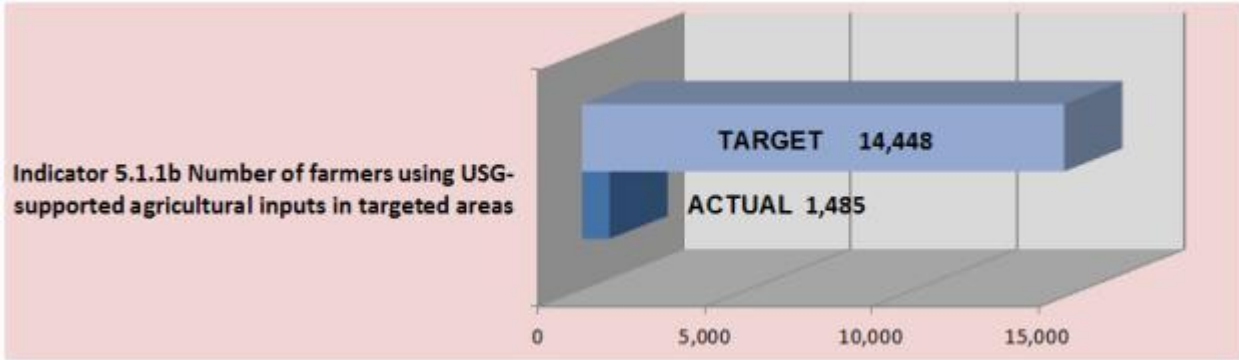 TARGET 14,448
Indicator 5.1.1b Number of farmers using USG-
supported agricultural inputs in targeted areas
ACTUAL 1,485
0 5,000 10,000 15,000